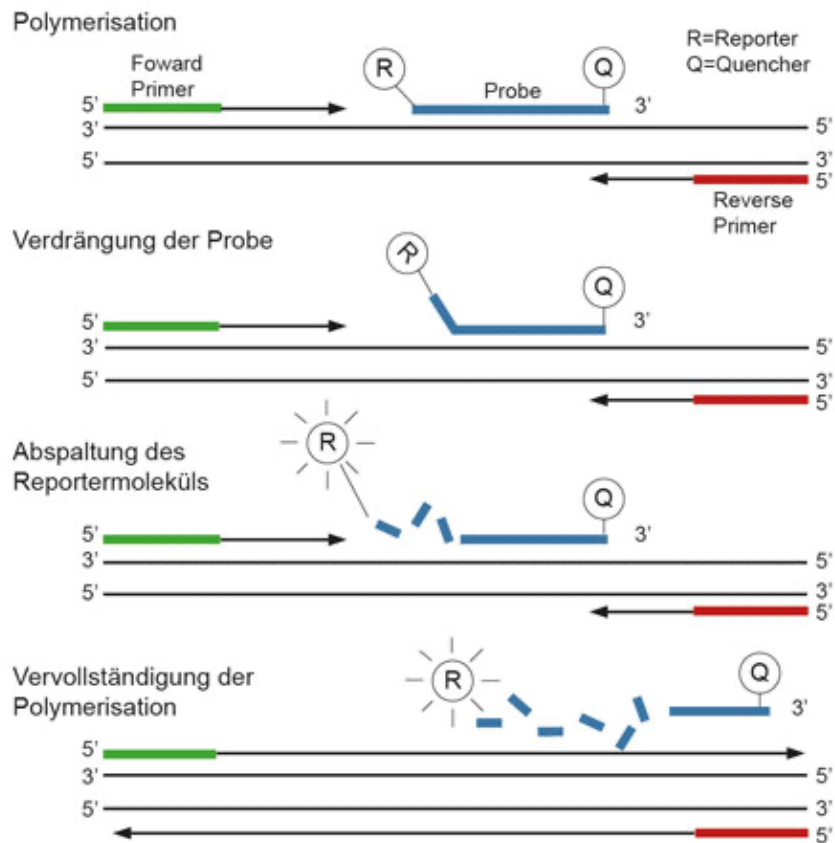 Polymerisation
R=Reporter
Q=Quencher
Foward
Primer
R
Probe
Q
5'
3'
3'
5'
5'
3'
5'
Reverse
Primer
Verdrängung der Probe
R
Q
5'
3'
3'
5'
5'
3'
5'
Abspaltung des
Reportermoleküls
R
Q
5'
3'
3'
5'
5'
3'
5'
Vervollständigung der
Polymerisation
R
Q
3'
5'
3'
5'
5'
3'
5'